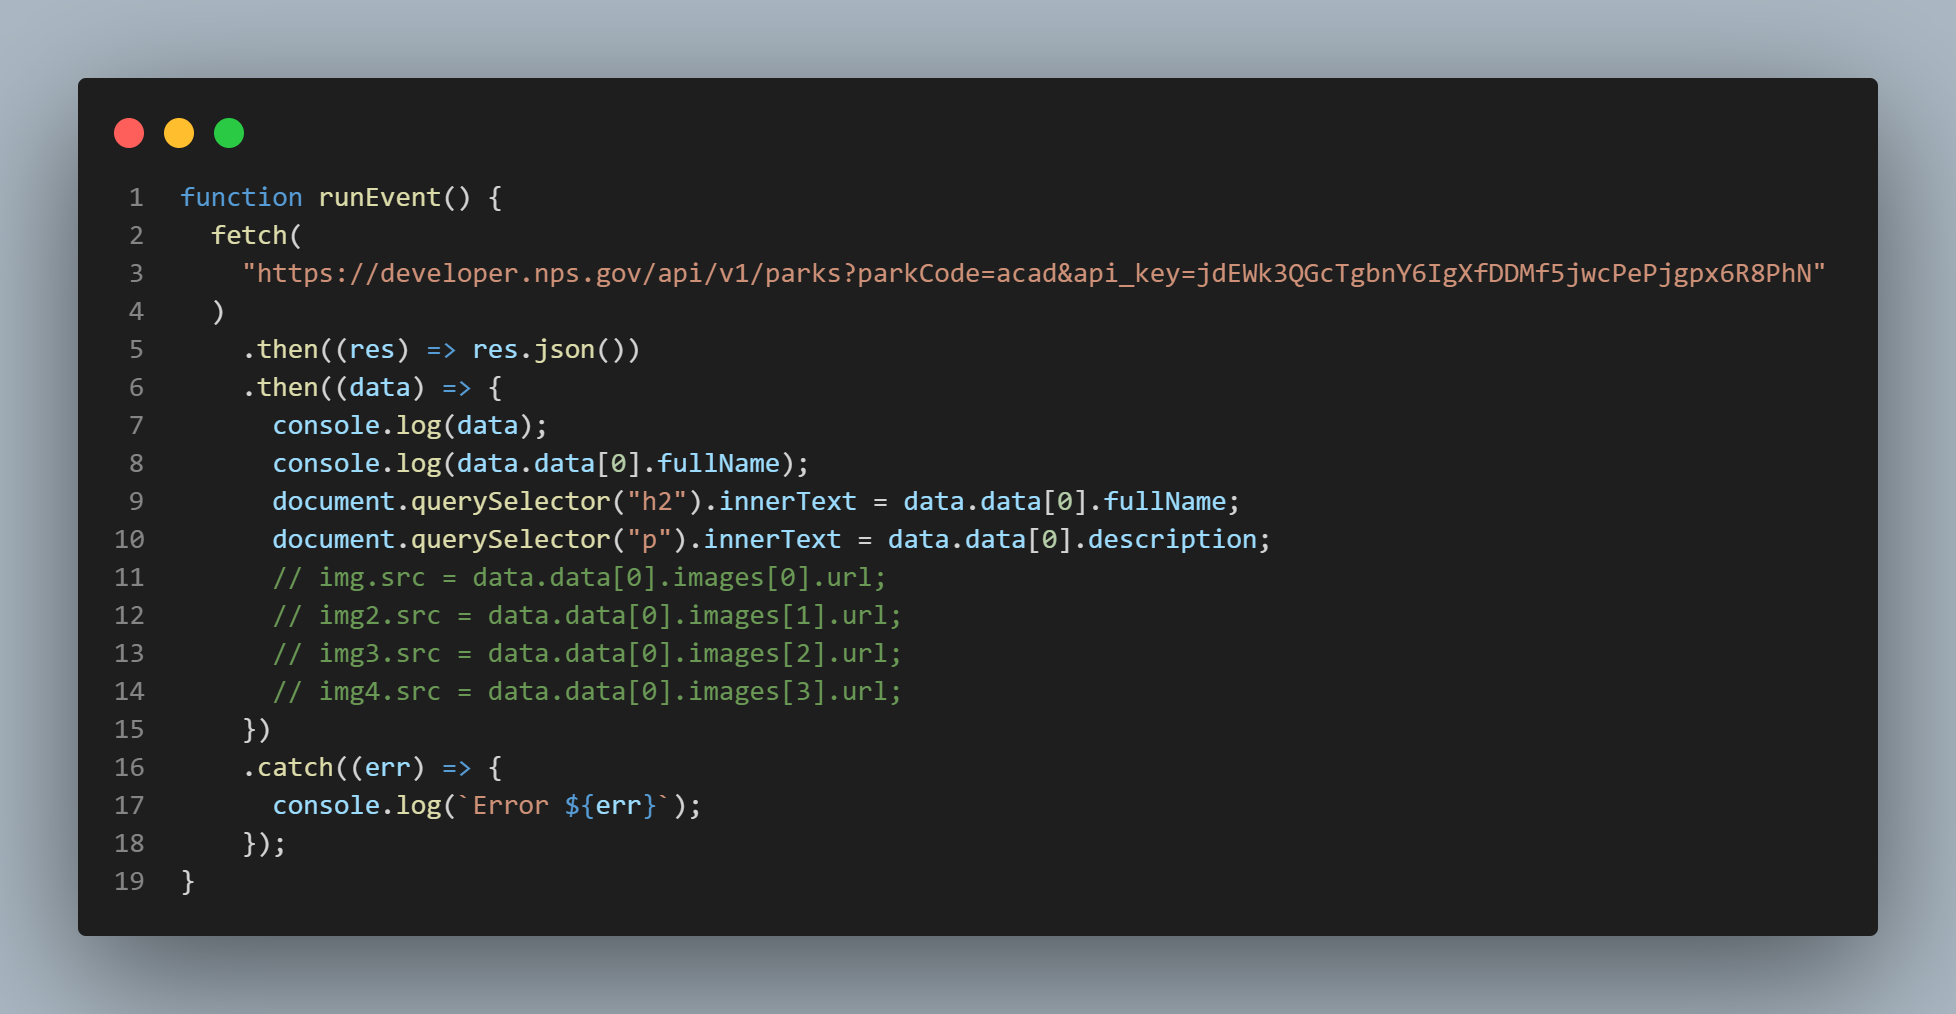 1 function runEvent() {
2 fetch(
3 "https://developer.nps.gov/api/v1/parks?parkCode=acad&api_key=jdEWk3QGcTgbnY6IgXfDDMf5jwcPePjgpx6R8PhN"
4 )
5 .then((res) => res.json())
6 .then((data) => {
7 console.log(data);
8 console.log(data.data[0].fullName);
9 document.querySelector("h2").innerText = data.data[0].fullName;
10 document.querySelector("p").innerText = data.data[0].description;
11 // img.src = data.data[0].images[0].url;
12 // img2.src = data.data[0].images[1].url;
13 // img3.src = data.data[0].images[2].url;
14 // img4.src = data.data[0].images[3].url;
15 })
16 .catch((err) => {
17 console.log(`Error ${err}`);
18 });
19 }